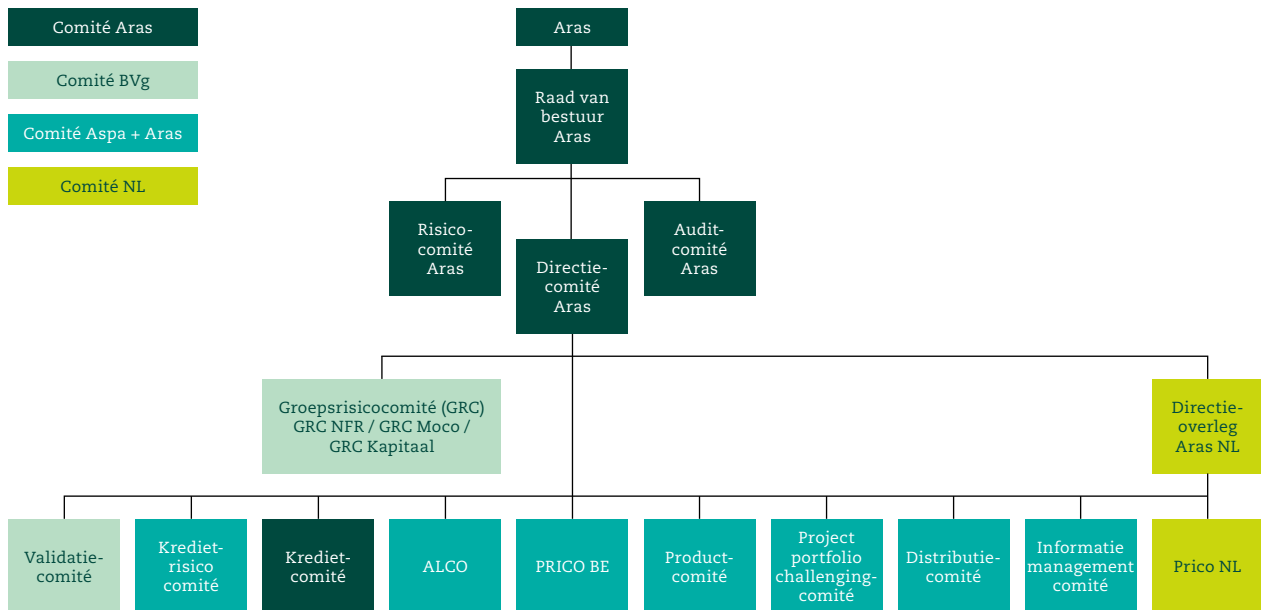 Comité Aras
Comité BVg
Comité Aspa + Aras
Comité NL
Aras
Raad van
bestuur
Aras
Risico-
comité
Aras
Directie-
comité
Aras
Audit-
comité
Aras
Groepsrisicocomité (GRC)
GRC NFR / GRC Moco /
GRC Kapitaal
Directie-
overleg
Aras NL
Validatie-
comité
Krediet-
risico
comité
Krediet-
comité
ALCO
PRICO BE
Product-
comité
Project
portfolio
challenging-
comité
Distributie-
comité
Informatie
management
comité
Prico NL